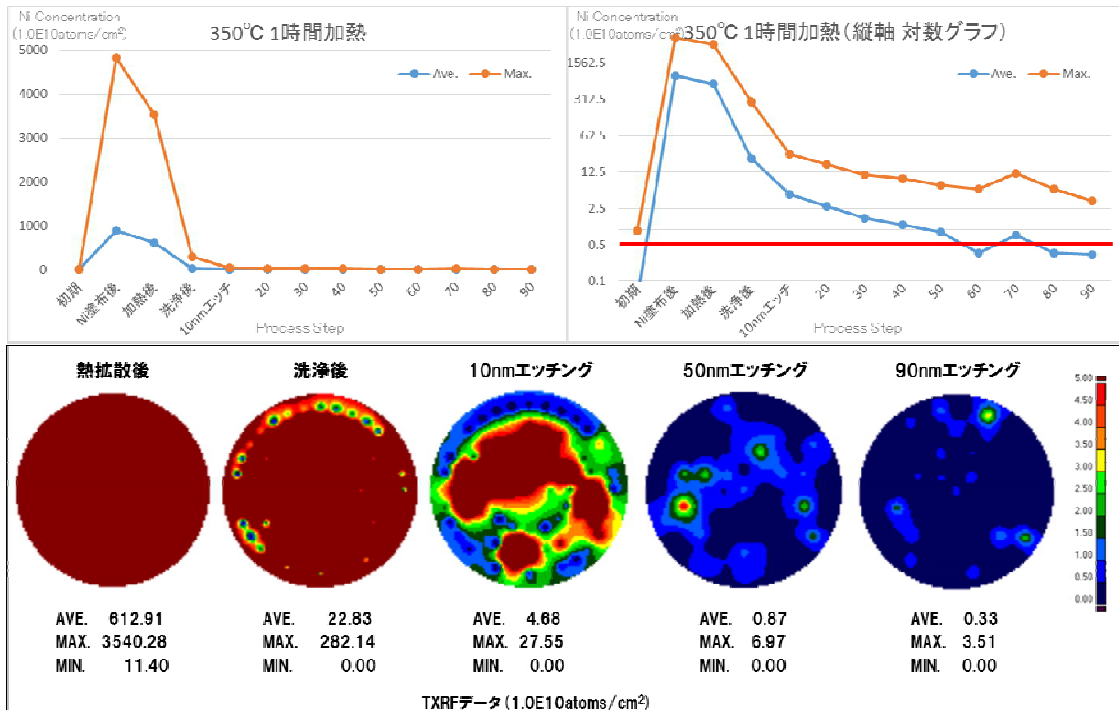 Ni Concentration
(1.0E10atoms/cm²)
350℃ 1時間加熱
Ave.
Max.
5000
4000
3000
2000
1000
0
初期
Ni塗布後
加熱後
洗浄後
10nmエッチ
20
30
40
50
60
70
80
90
Process Step
Ni Concentration
(1.0E10atoms/cm²)
350℃ 1時間加熱(縦軸 対数グラフ)
Ave.
Max.
1562.5
312.5
62.5
12.5
2.5
0.5
0.1
初期
Ni塗布後
加熱後
洗浄後
10nmエッチ
20
30
40
50
60
70
80
90
Process Step
熱拡散後
洗浄後
10nmエッチング
50nmエッチング
90nmエッチング
5.00
4.50
4.00
3.50
3.00
2.50
2.00
1.50
1.00
0.50
0.00
AVE. 612.91
MAX. 3540.28
MIN. 11.40
AVE. 22.83
MAX. 282.14
MIN. 0.00
AVE. 4.68
MAX. 27.55
MIN. 0.00
AVE. 0.87
MAX. 6.97
MIN. 0.00
AVE. 0.33
MAX. 3.51
MIN. 0.00
TXRFデータ(1.0E10atoms/cm²)